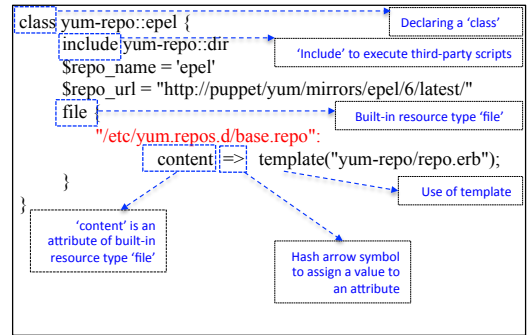 class yum-repo::epel {
Declaring a ‘class’
include yum-repo::dir
‘Include’ to execute third-party scripts
$repo_name = 'epel'
$repo_url = "http://puppet/yum/mirrors/epel/6/latest/"
file {
Built-in resource type ‘file’
"/etc/yum.repos.d/base.repo":
content => template("yum-repo/repo.erb");
}
Use of template
}
‘content’ is an
attribute of built-in
resource type ‘file’
Hash arrow symbol
to assign a value to
an attribute